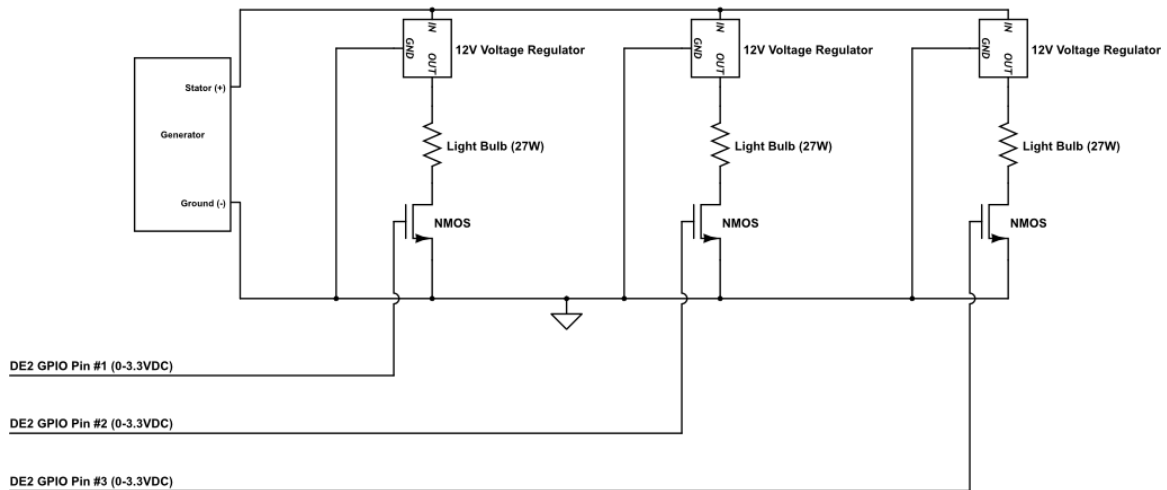 IN
GND
OUT
12V Voltage Regulator
IN
GND
OUT
12V Voltage Regulator
IN
GND
OUT
12V Voltage Regulator
Stator (+)
Generator
Ground (-)
Light Bulb (27W)
Light Bulb (27W)
Light Bulb (27W)
NMOS
NMOS
NMOS
DE2 GPIO Pin #1 (0-3.3VDC)
DE2 GPIO Pin #2 (0-3.3VDC)
DE2 GPIO Pin #3 (0-3.3VDC)